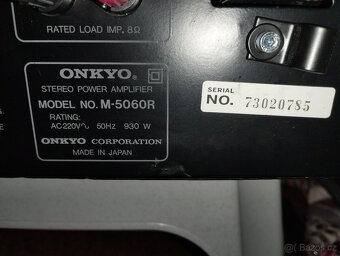 RATED LOAD IMP. 8Ω
ONKYO
STEREO POWER AMPLIFIER
MODEL NO. M-5060R
RATING:
AC220V∿ 50Hz 930 W
ONKYO CORPORATION
MADE IN JAPAN
SERIAL
NO. 73020785
bazos.cz